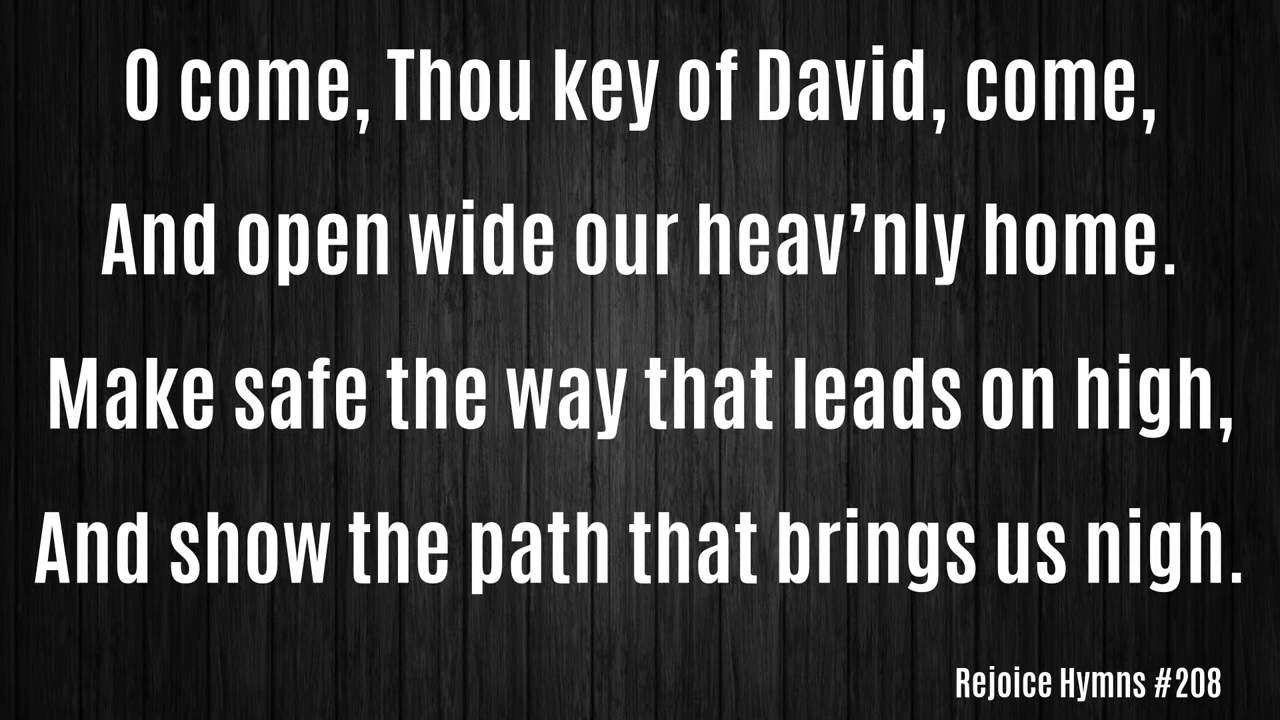 O come, Thou key of David, come,
And open wide our heav’nly home.
Make safe the way that leads on high,
And show the path that brings us nigh.
Rejoice Hymns #208